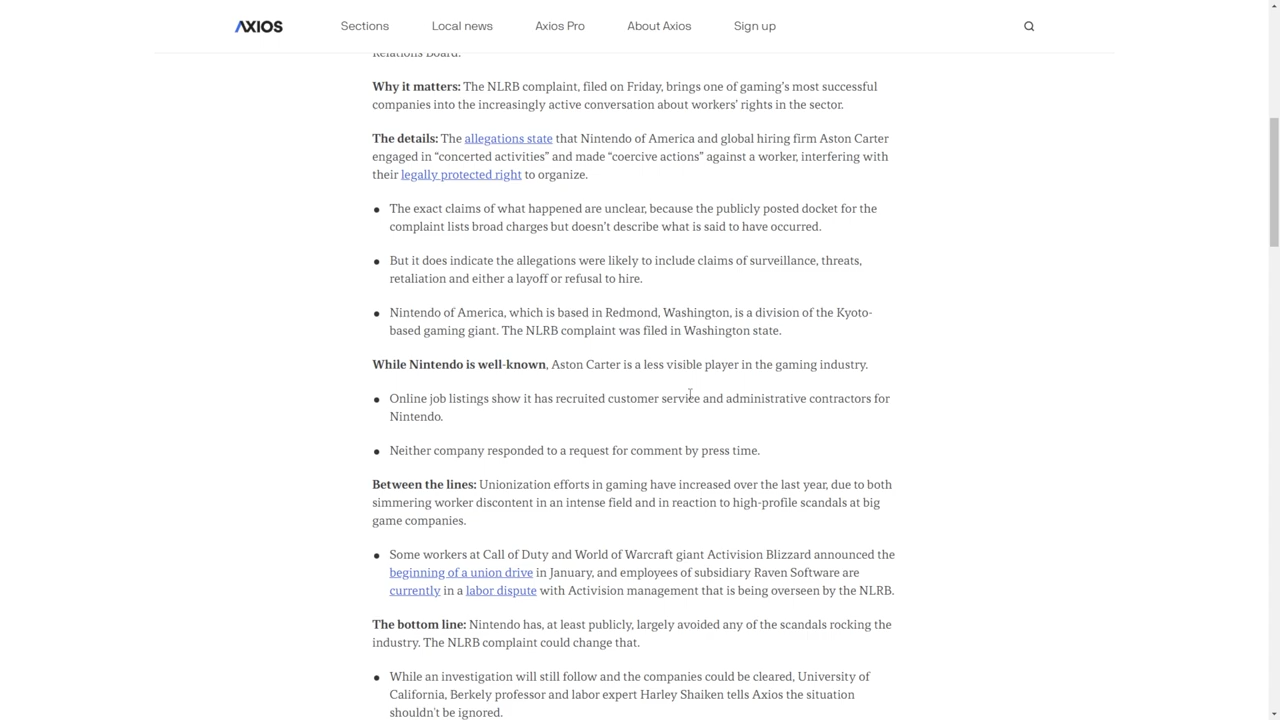 AXIOS Sections Local news Axios Pro About Axios Sign up
Relations Board.
Why it matters: The NLRB complaint, filed on Friday, brings one of gaming’s most successful
companies into the increasingly active conversation about workers’ rights in the sector.
The details: The allegations state that Nintendo of America and global hiring firm Aston Carter
engaged in “concerted activities” and made “coercive actions” against a worker, interfering with
their legally protected right to organize.
● The exact claims of what happened are unclear, because the publicly posted docket for the
complaint lists broad charges but doesn’t describe what is said to have occurred.
● But it does indicate the allegations were likely to include claims of surveillance, threats,
retaliation and either a layoff or refusal to hire.
● Nintendo of America, which is based in Redmond, Washington, is a division of the Kyoto-
based gaming giant. The NLRB complaint was filed in Washington state.
While Nintendo is well-known, Aston Carter is a less visible player in the gaming industry.
● Online job listings show it has recruited customer service and administrative contractors for
Nintendo.
● Neither company responded to a request for comment by press time.
Between the lines: Unionization efforts in gaming have increased over the last year, due to both
simmering worker discontent in an intense field and in reaction to high-profile scandals at big
game companies.
● Some workers at Call of Duty and World of Warcraft giant Activision Blizzard announced the
beginning of a union drive in January, and employees of subsidiary Raven Software are
currently in a labor dispute with Activision management that is being overseen by the NLRB.
The bottom line: Nintendo has, at least publicly, largely avoided any of the scandals rocking the
industry. The NLRB complaint could change that.
● While an investigation will still follow and the companies could be cleared, University of
California, Berkely professor and labor expert Harley Shaiken tells Axios the situation
shouldn't be ignored.